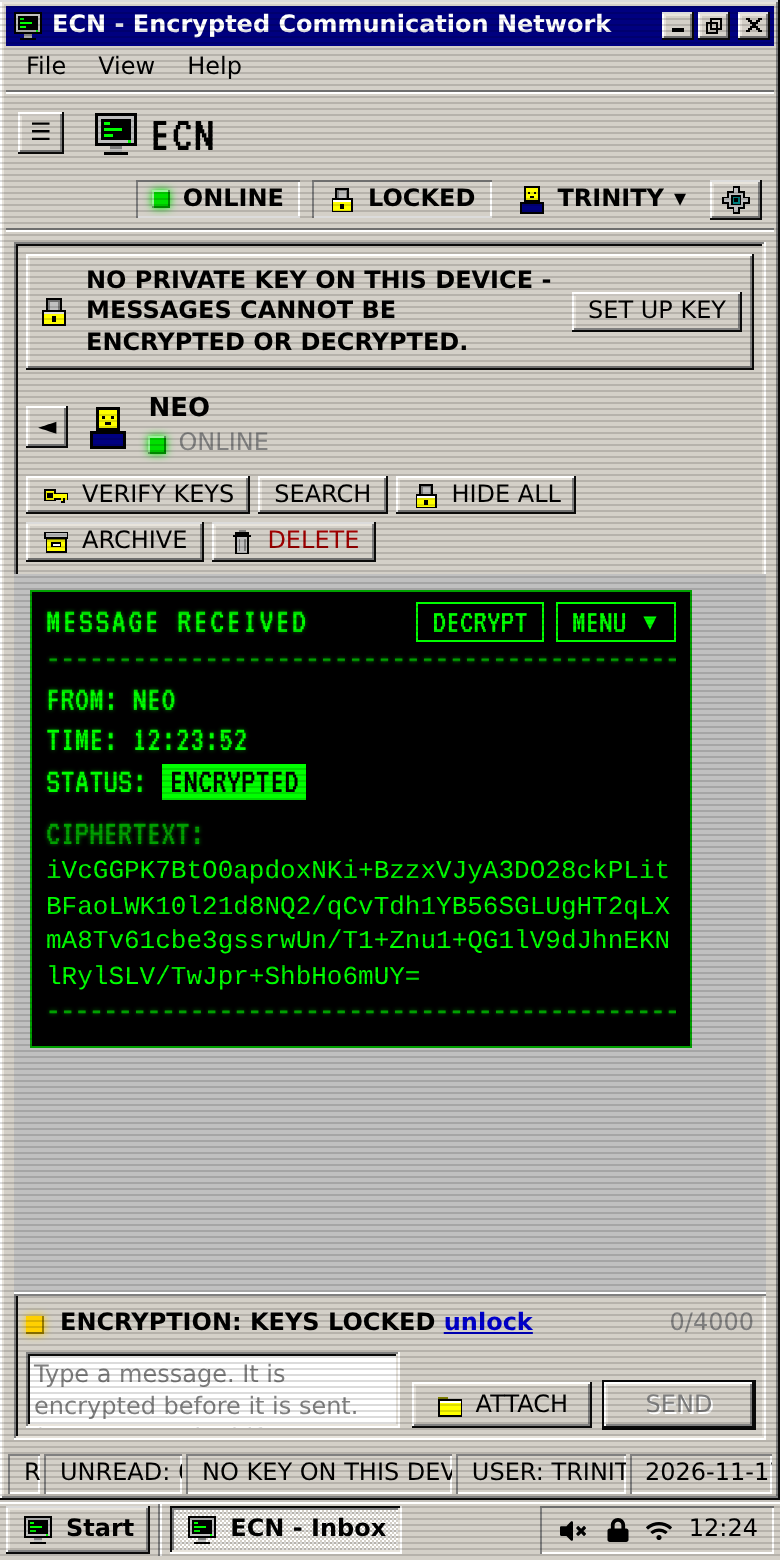 ECN - Encrypted Communication Network
File View Help
ECN
ONLINE LOCKED TRINITY ▼
NO PRIVATE KEY ON THIS DEVICE -
MESSAGES CANNOT BE
ENCRYPTED OR DECRYPTED.
SET UP KEY
NEO
ONLINE
VERIFY KEYS SEARCH HIDE ALL
ARCHIVE DELETE
MESSAGE RECEIVED DECRYPT MENU ▼
FROM: NEO
TIME: 12:23:52
STATUS: ENCRYPTED
CIPHERTEXT:
iVcGGPK7BtO0apdoxNKi+BzzxVJyA3DO28ckPLit
BFaoLWK10l21d8NQ2/qCvTdh1YB56SGLUgHT2qLX
mA8Tv61cbe3gssrwUn/T1+Znu1+QG1lV9dJhnEKN
lRylSLV/TwJpr+ShbHo6mUY=
ENCRYPTION: KEYS LOCKED unlock 0/4000
Type a message. It is
encrypted before it is sent.
ATTACH SEND
R UNREAD: NO KEY ON THIS DEV USER: TRINIT 2026-11-1
Start ECN - Inbox 12:24